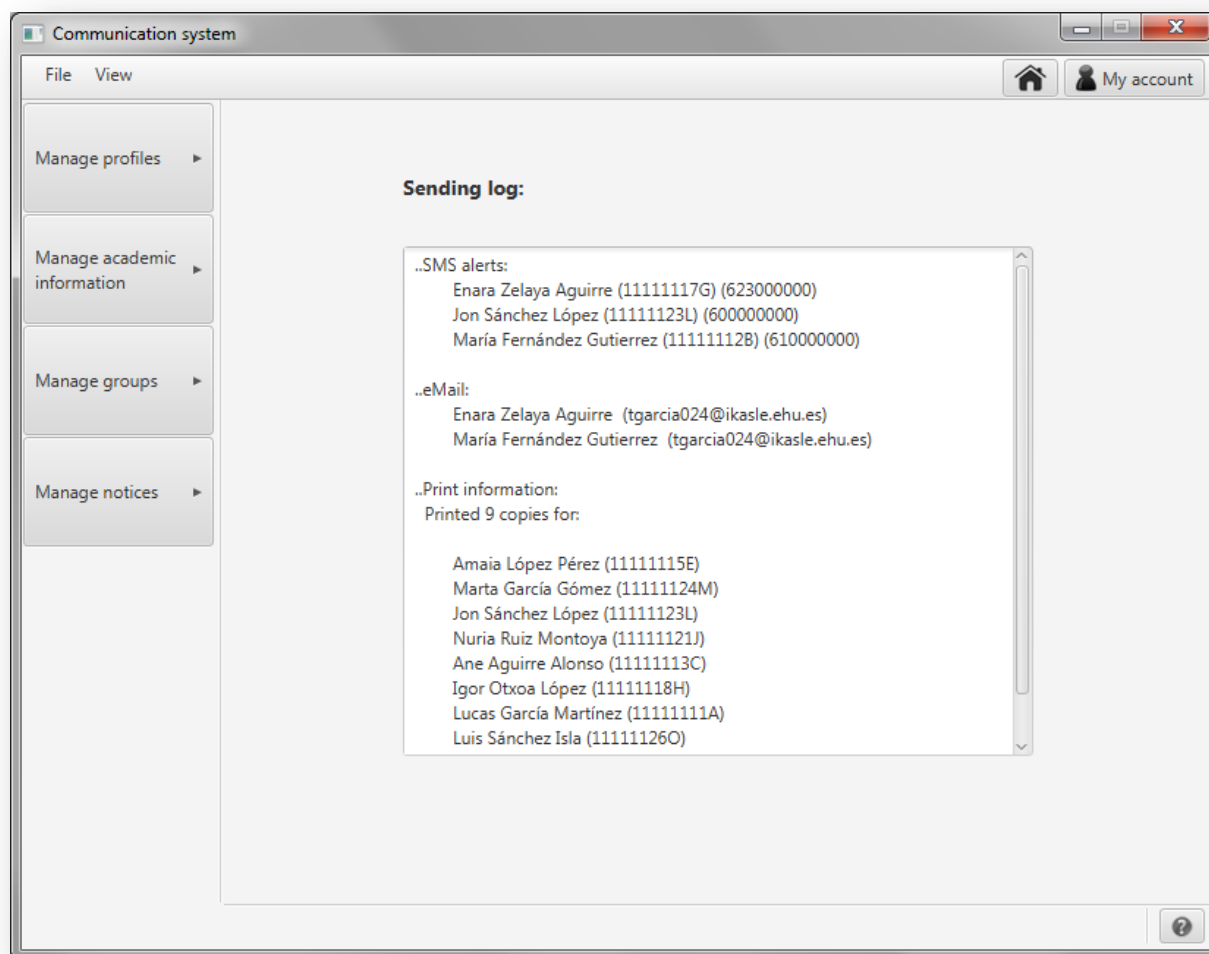 Communication system
File View
My account
Manage profiles
Manage academic
information
Manage groups
Manage notices
Sending log:
..SMS alerts:
Enara Zelaya Aguirre (11111117G) (623000000)
Jon Sánchez López (11111123L) (600000000)
María Fernández Gutierrez (11111112B) (610000000)
..eMail:
Enara Zelaya Aguirre (tgarcia024@ikasle.ehu.es)
María Fernández Gutierrez (tgarcia024@ikasle.ehu.es)
..Print information:
Printed 9 copies for:
Amaia López Pérez (11111115E)
Marta García Gómez (11111124M)
Jon Sánchez López (11111123L)
Nuria Ruiz Montoya (11111121J)
Ane Aguirre Alonso (11111113C)
Igor Otxoa López (11111118H)
Lucas García Martínez (11111111A)
Luis Sánchez Isla (11111126O)